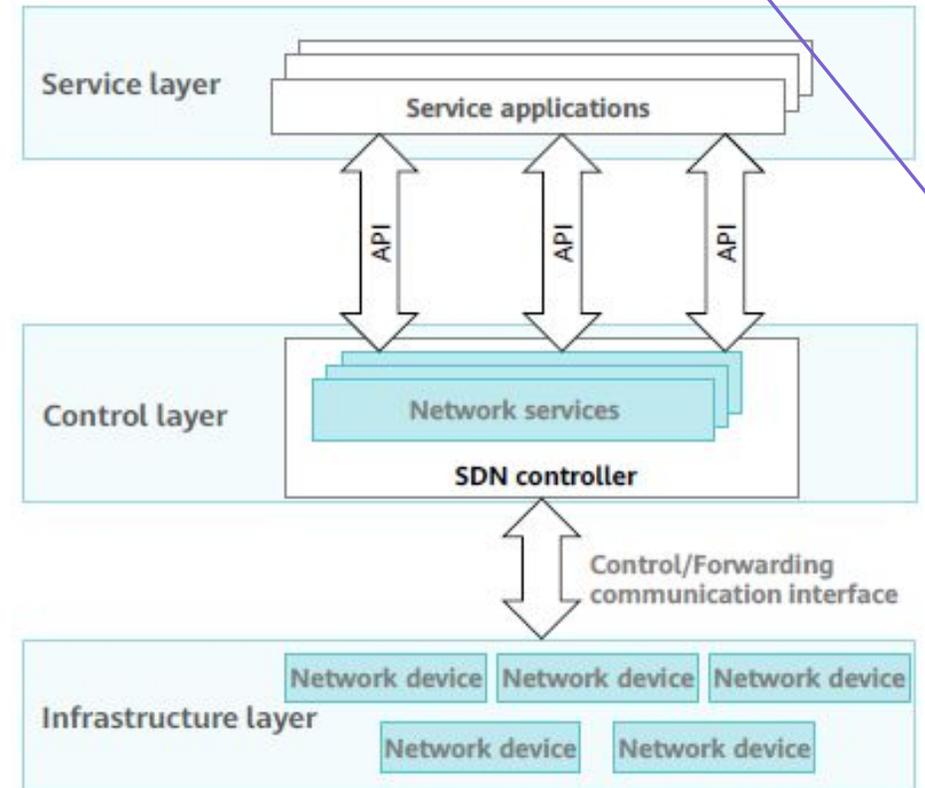 Service layer
Service applications
API
API
API
Control layer
Network services
SDN controller
Control/Forwarding
communication interface
Network device
Network device
Network device
Infrastructure layer
Network device
Network device